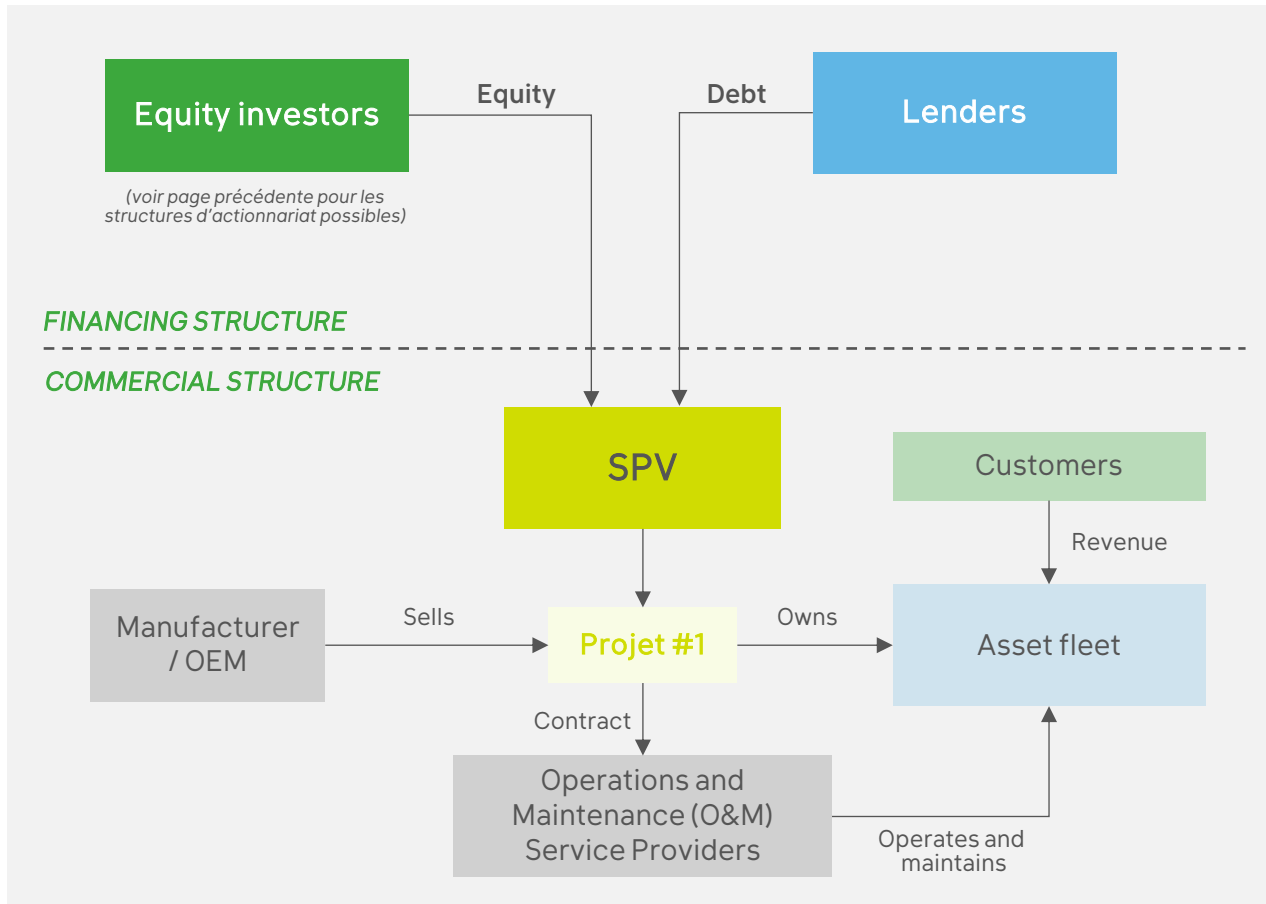 Equity investors
Equity
Debt
Lenders
(voir page précédente pour les
structures d'actionnariat possibles)
FINANCING STRUCTURE
COMMERCIAL STRUCTURE
SPV
Customers
Revenue
Manufacturer
/ OEM
Sells
Projet #1
Owns
Asset fleet
Contract
Operations and
Maintenance (O&M)
Service Providers
Operates and
maintains